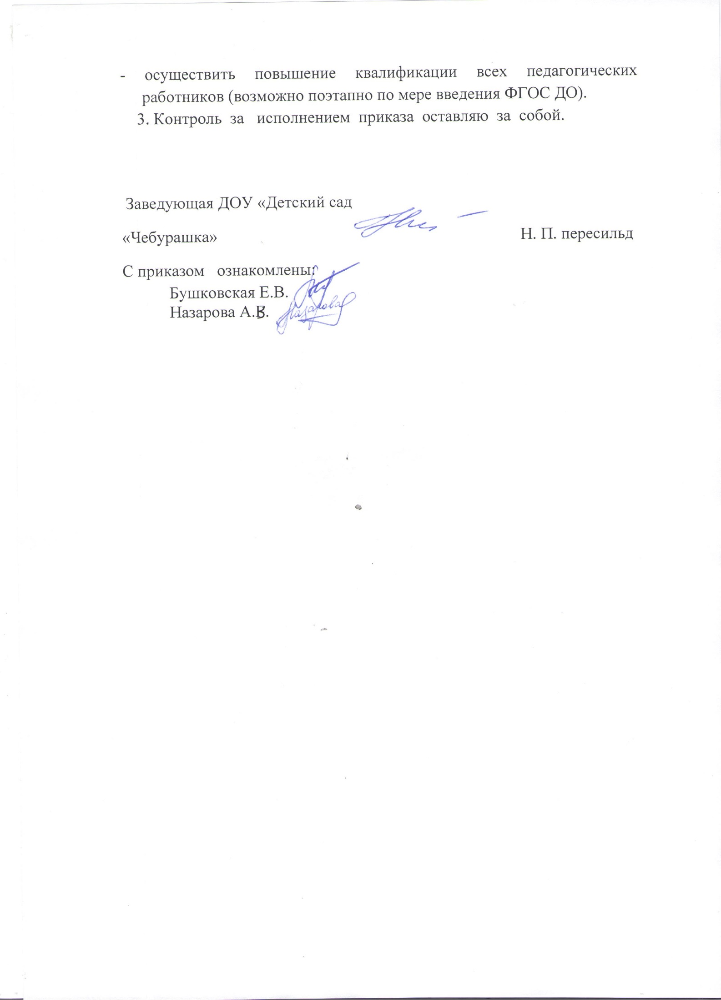 - осуществить повышение квалификации всех педагогических
работников (возможно поэтапно по мере введения ФГОС ДО).
3. Контроль за исполнением приказа оставляю за собой.
Заведующая ДОУ «Детский сад
«Чебурашка» Н. П. пересильд
С приказом ознакомлены:
Бушковская Е.В.
Назарова А.В. Назарова